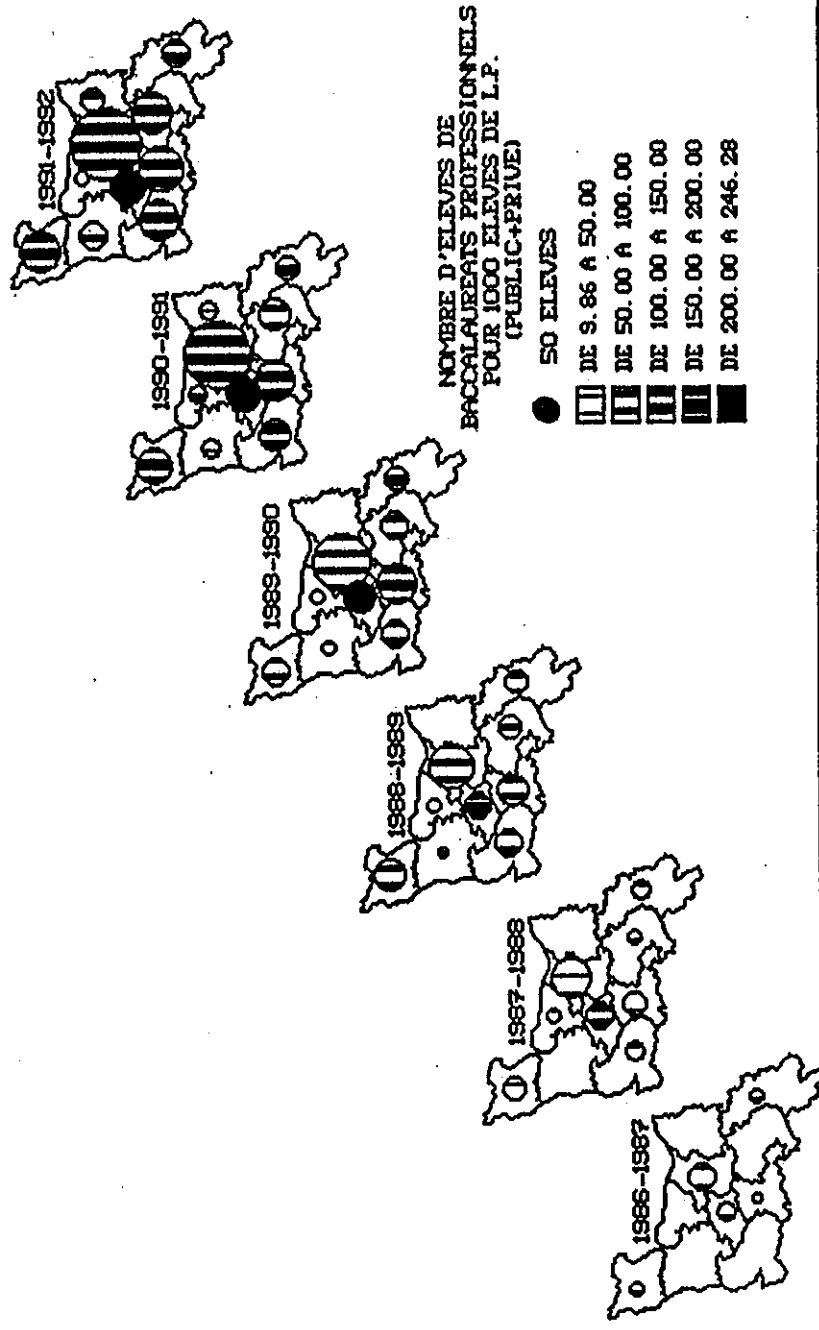 1986-1987
1987-1988
1988-1989
1989-1990
1990-1991
1991-1992
NOMBRE D'ELEVES DE
BACCALAUREATS PROFESSIONNELS
POUR 1000 ELEVES DE L.P.
(PUBLIC+PRIVE)
50 ELEVES
DE 9.86 A 50.00
DE 50.00 A 100.00
DE 100.00 A 150.00
DE 150.00 A 200.00
DE 200.00 A 246.28